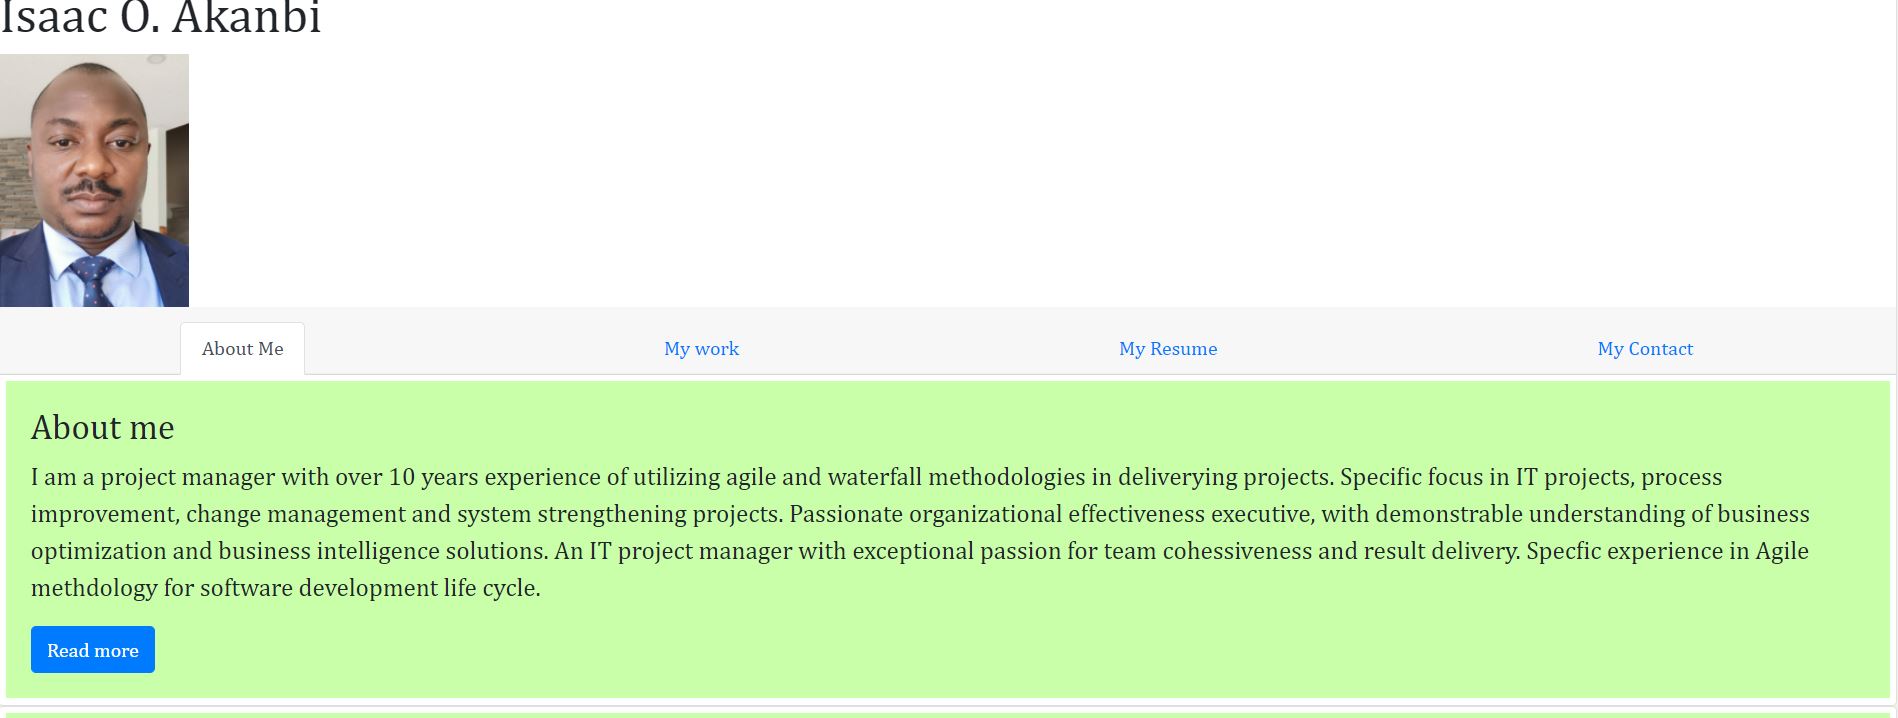 Isaac O. Akanbi
About Me
My work
My Resume
My Contact
About me
I am a project manager with over 10 years experience of utilizing agile and waterfall methodologies in deliverying projects. Specific focus in IT projects, process
improvement, change management and system strengthening projects. Passionate organizational effectiveness executive, with demonstrable understanding of business
optimization and business intelligence solutions. An IT project manager with exceptional passion for team cohessiveness and result delivery. Specfic experience in Agile
methdology for software development life cycle.
Read more